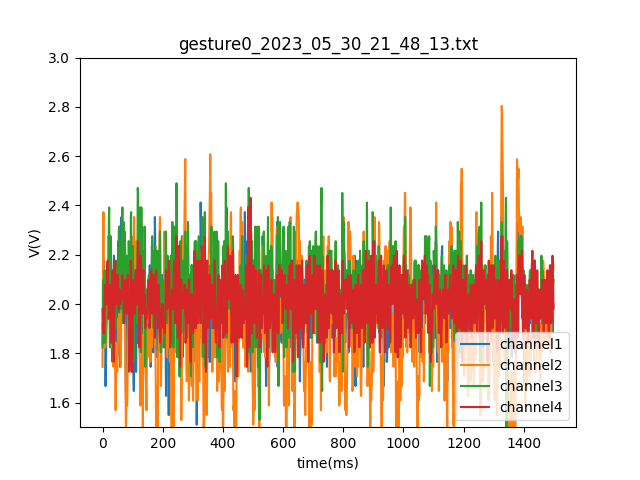 gesture0_2023_05_30_21_48_13.txt
3.0
2.8
2.6
2.4
2.2
2.0
1.8
1.6
V(V)
0 200 400 600 800 1000 1200 1400
time(ms)
channel1
channel2
channel3
channel4